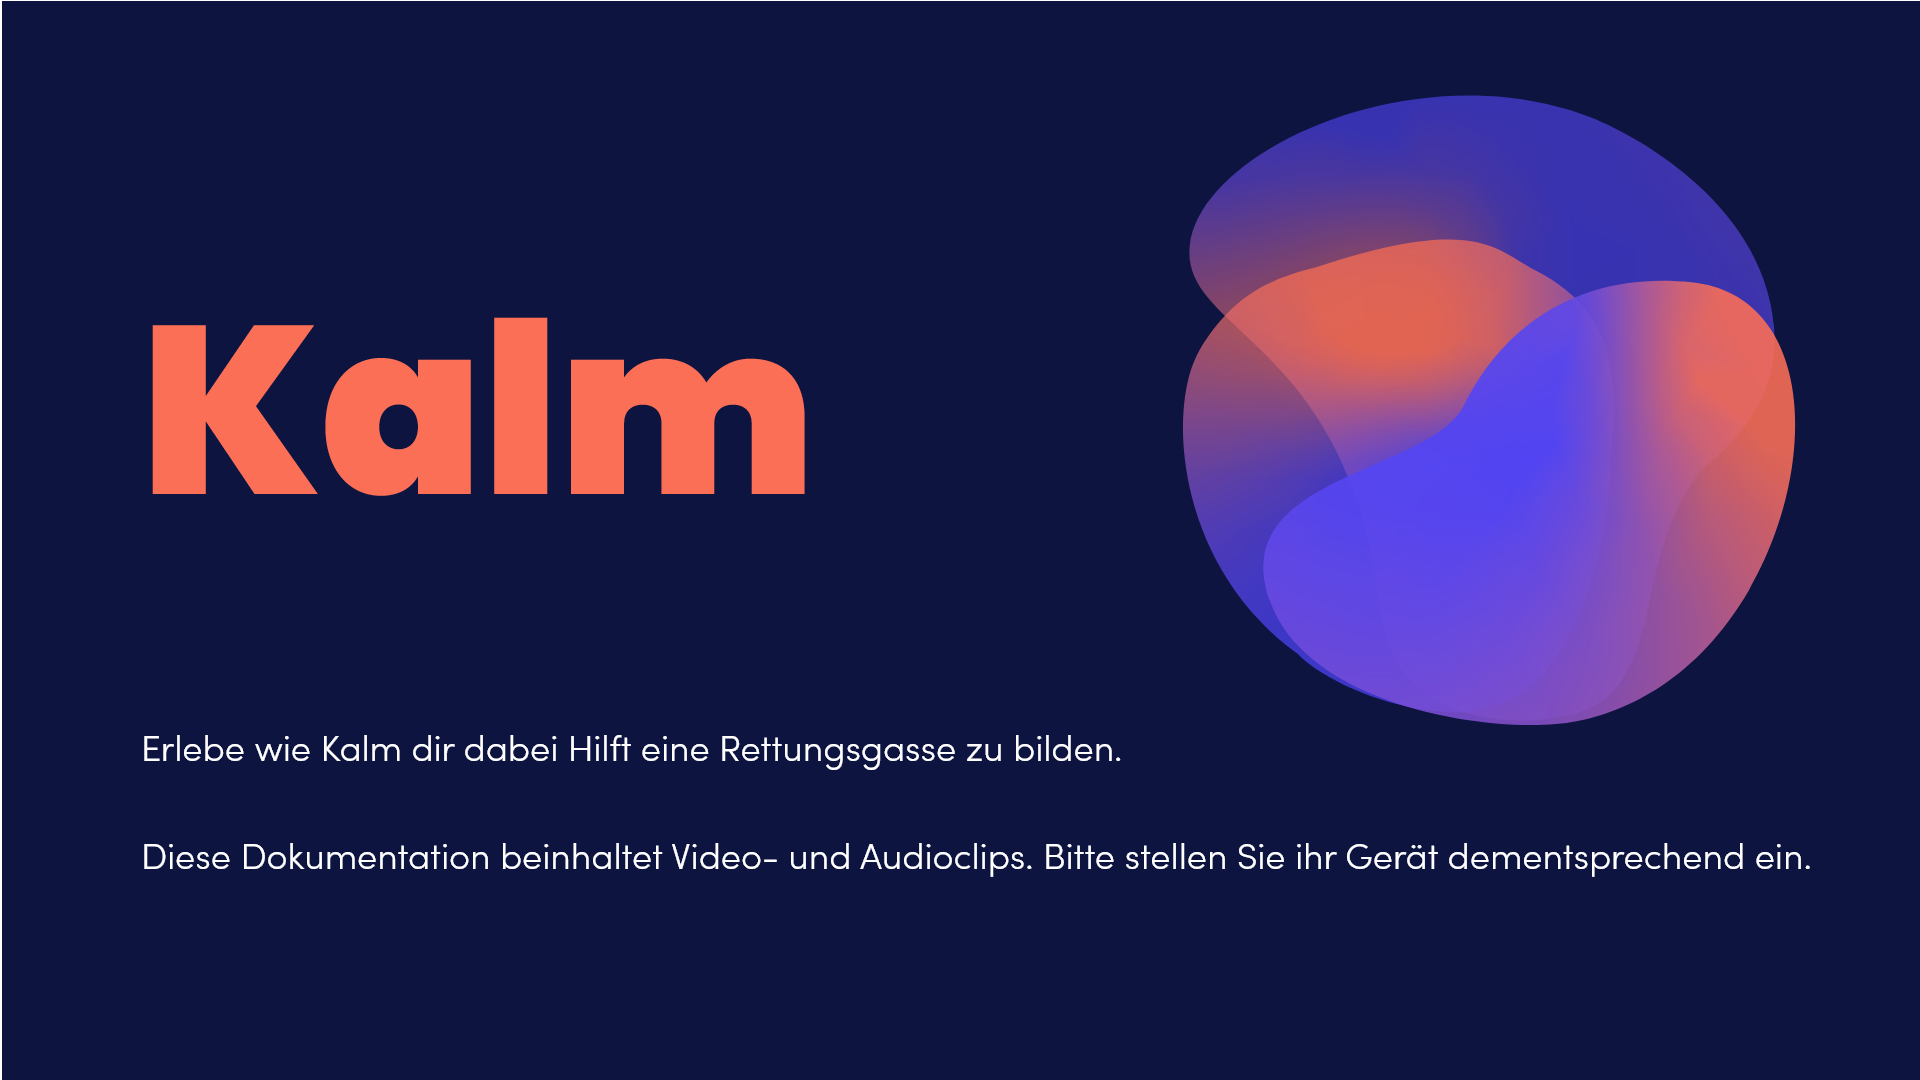 Kalm
Erlebe wie Kalm dir dabei Hilft eine Rettungsgasse zu bilden.
Diese Dokumentation beinhaltet Video- und Audioclips. Bitte stellen Sie ihr Gerät dementsprechend ein.